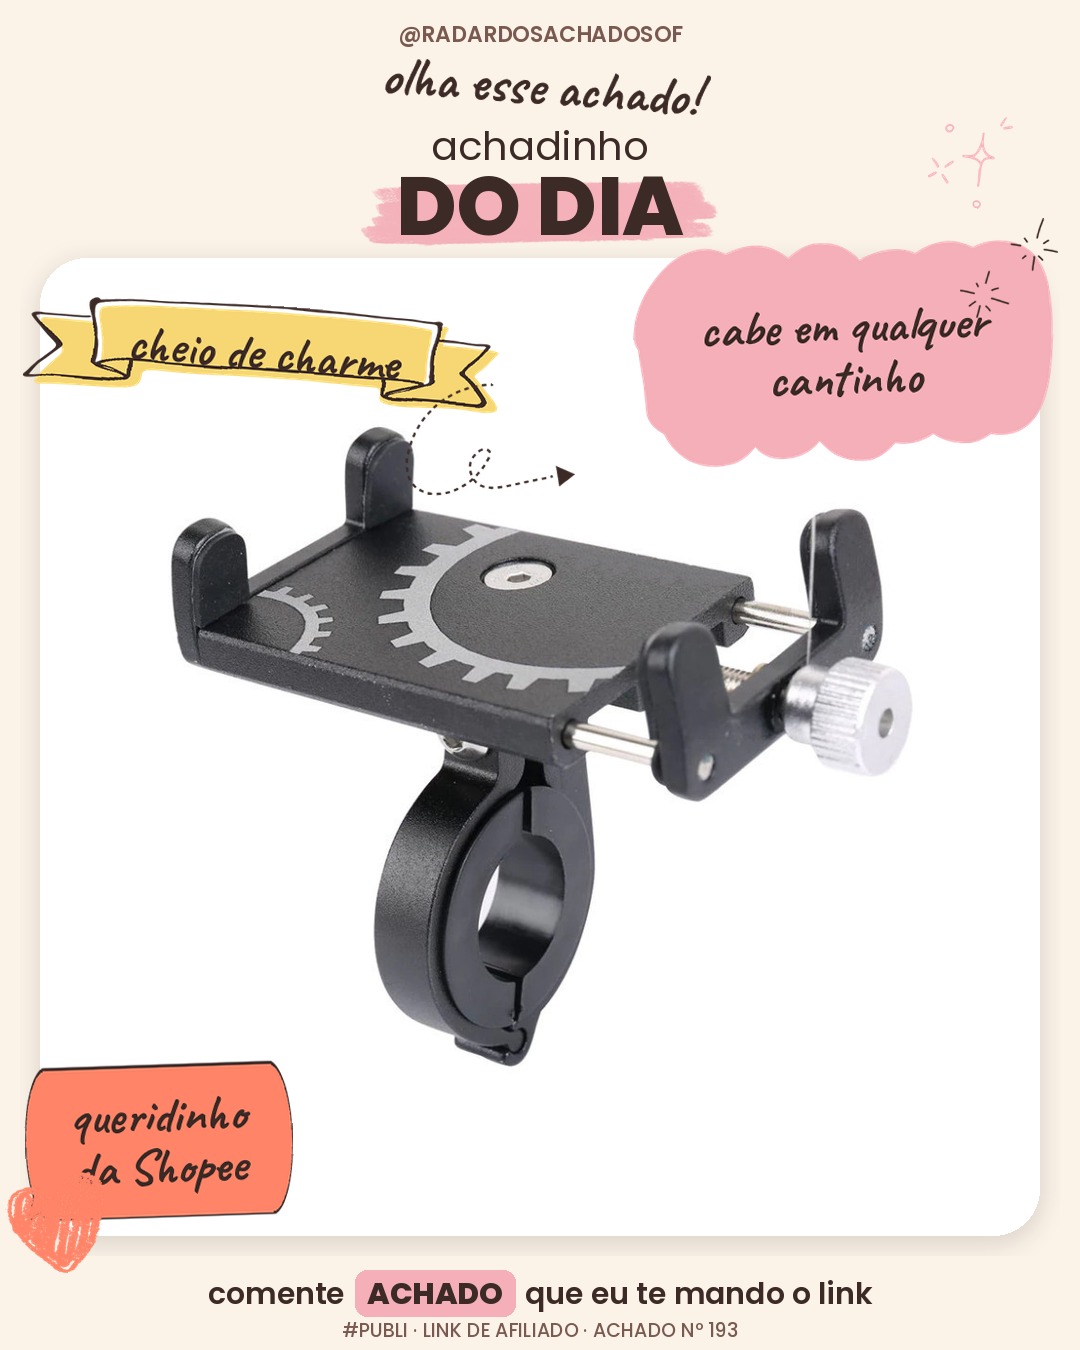 @RADARDOSACHADOSOF
olha esse achado!
achadinho
DO DIA
cheio de charme
cabe em qualquer
cantinho
queridinho
da Shopee
comente ACHADO que eu te mando o link
#PUBLI · LINK DE AFILIADO · ACHADO Nº 193